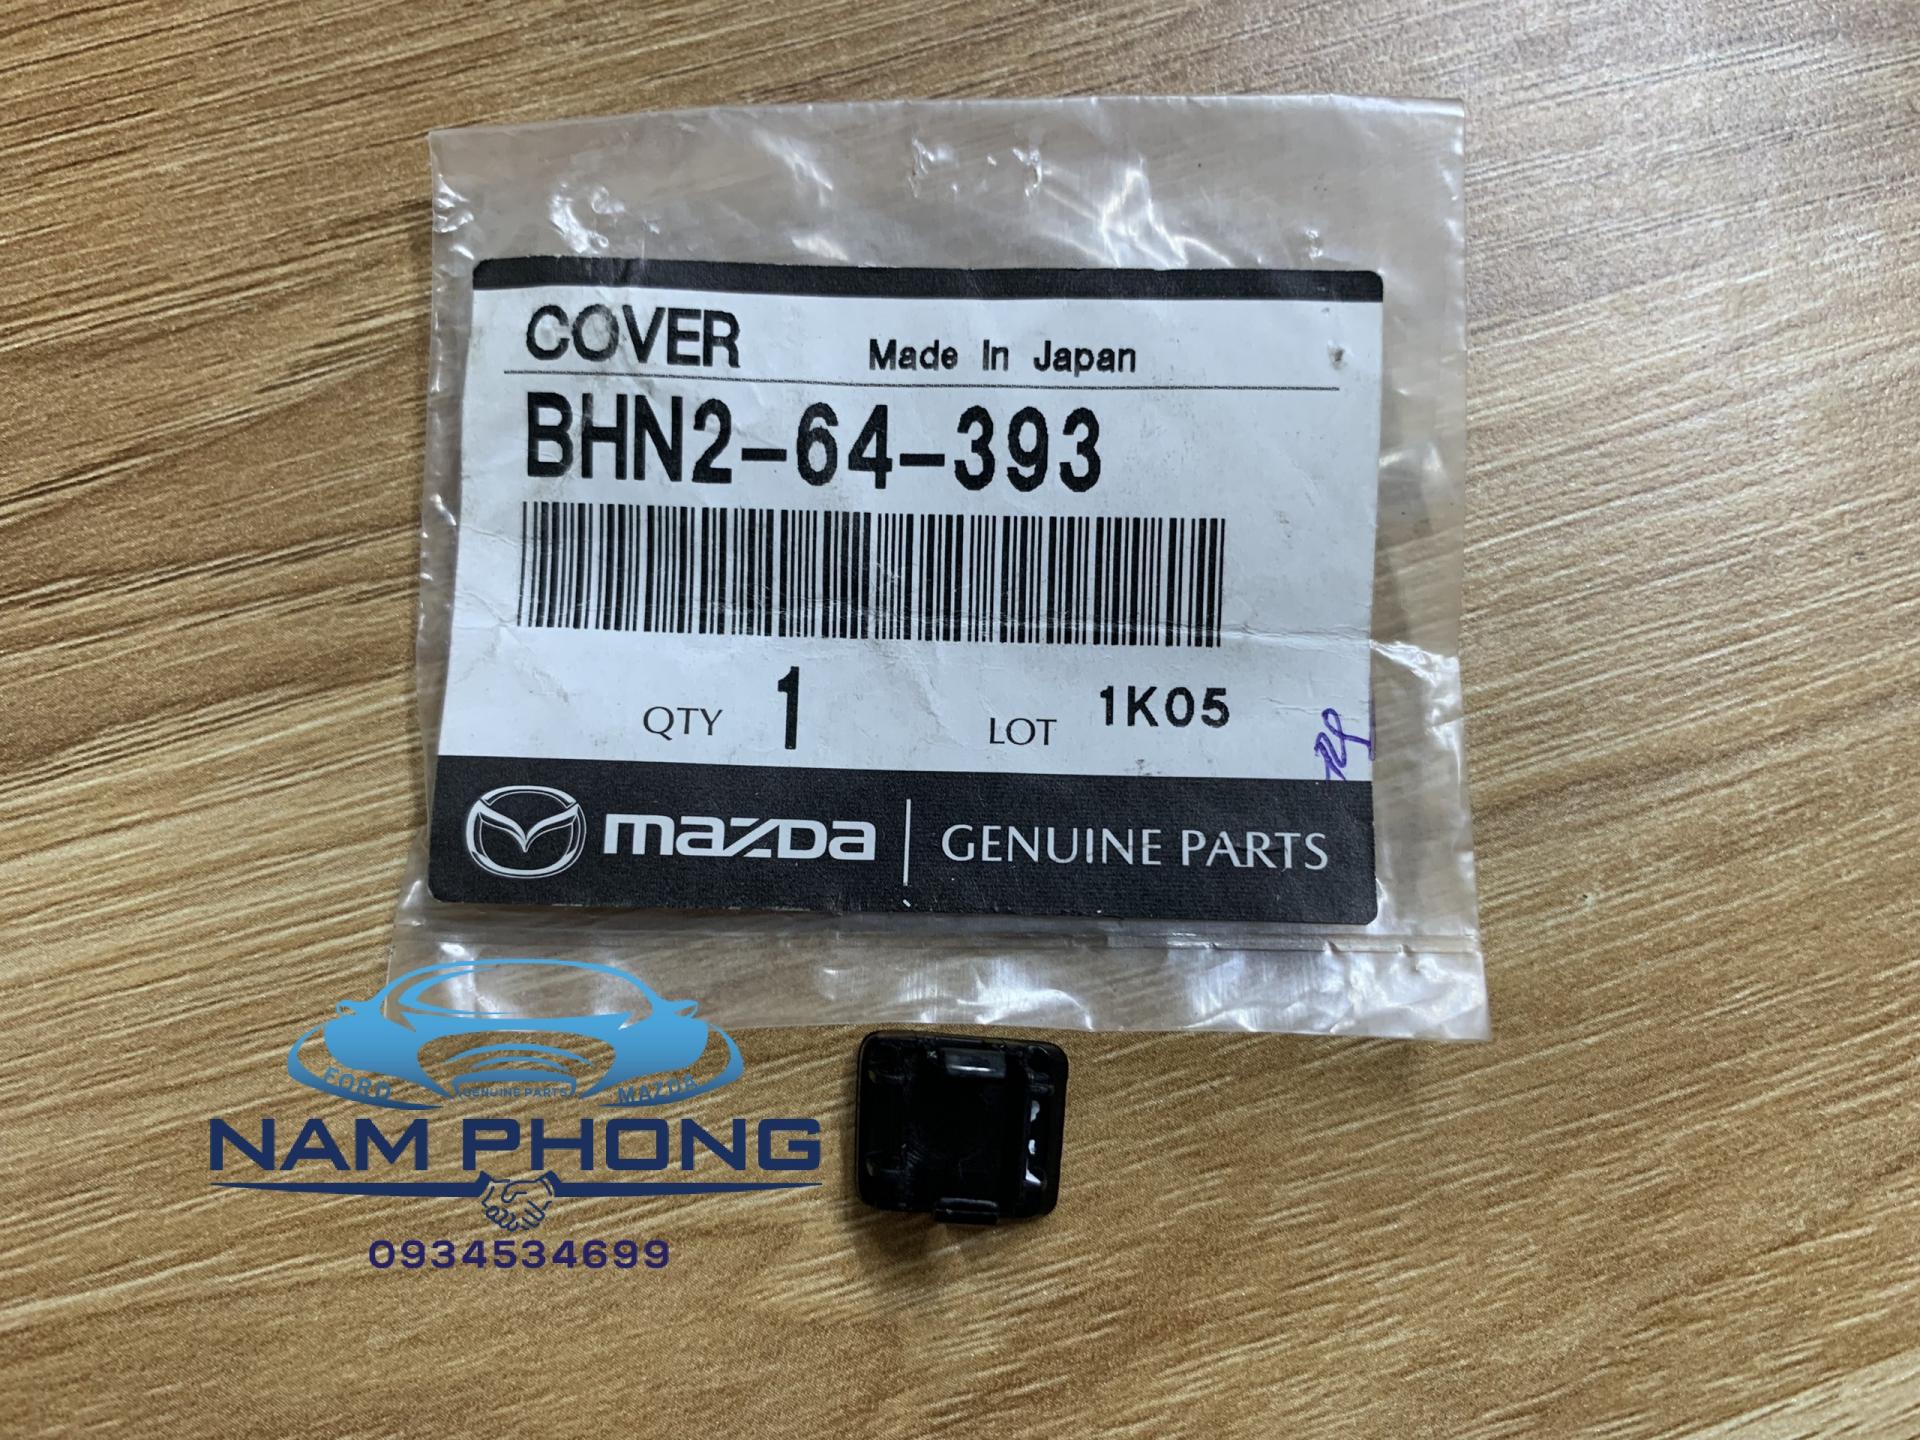 COVER Made In Japan
BHN2-64-393
QTY 1 LOT 1K05
mazda GENUINE PARTS
FORD GENUINE PARTS MAZDA
NAM PHONG
0934534699